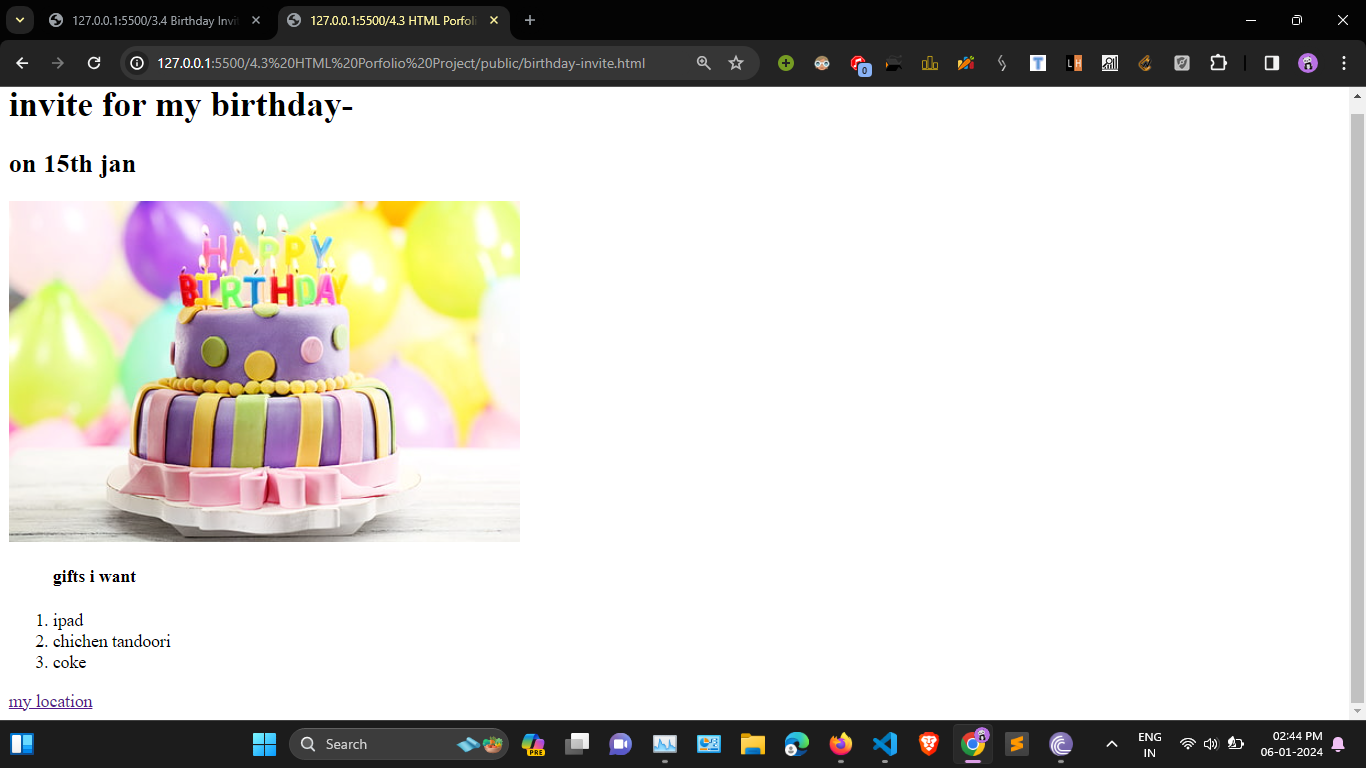 127.0.0.1:5500/3.4 Birthday Invi
127.0.0.1:5500/4.3 HTML Porfoli
127.0.0.1:5500/4.3%20HTML%20Porfolio%20Project/public/birthday-invite.html
invite for my birthday-
on 15th jan
HAPPY
BIRTHDAY
gifts i want
1. ipad
2. chichen tandoori
3. coke
my location
Search
PRE
ENG
IN
02:44 PM
06-01-2024
0
T
LH